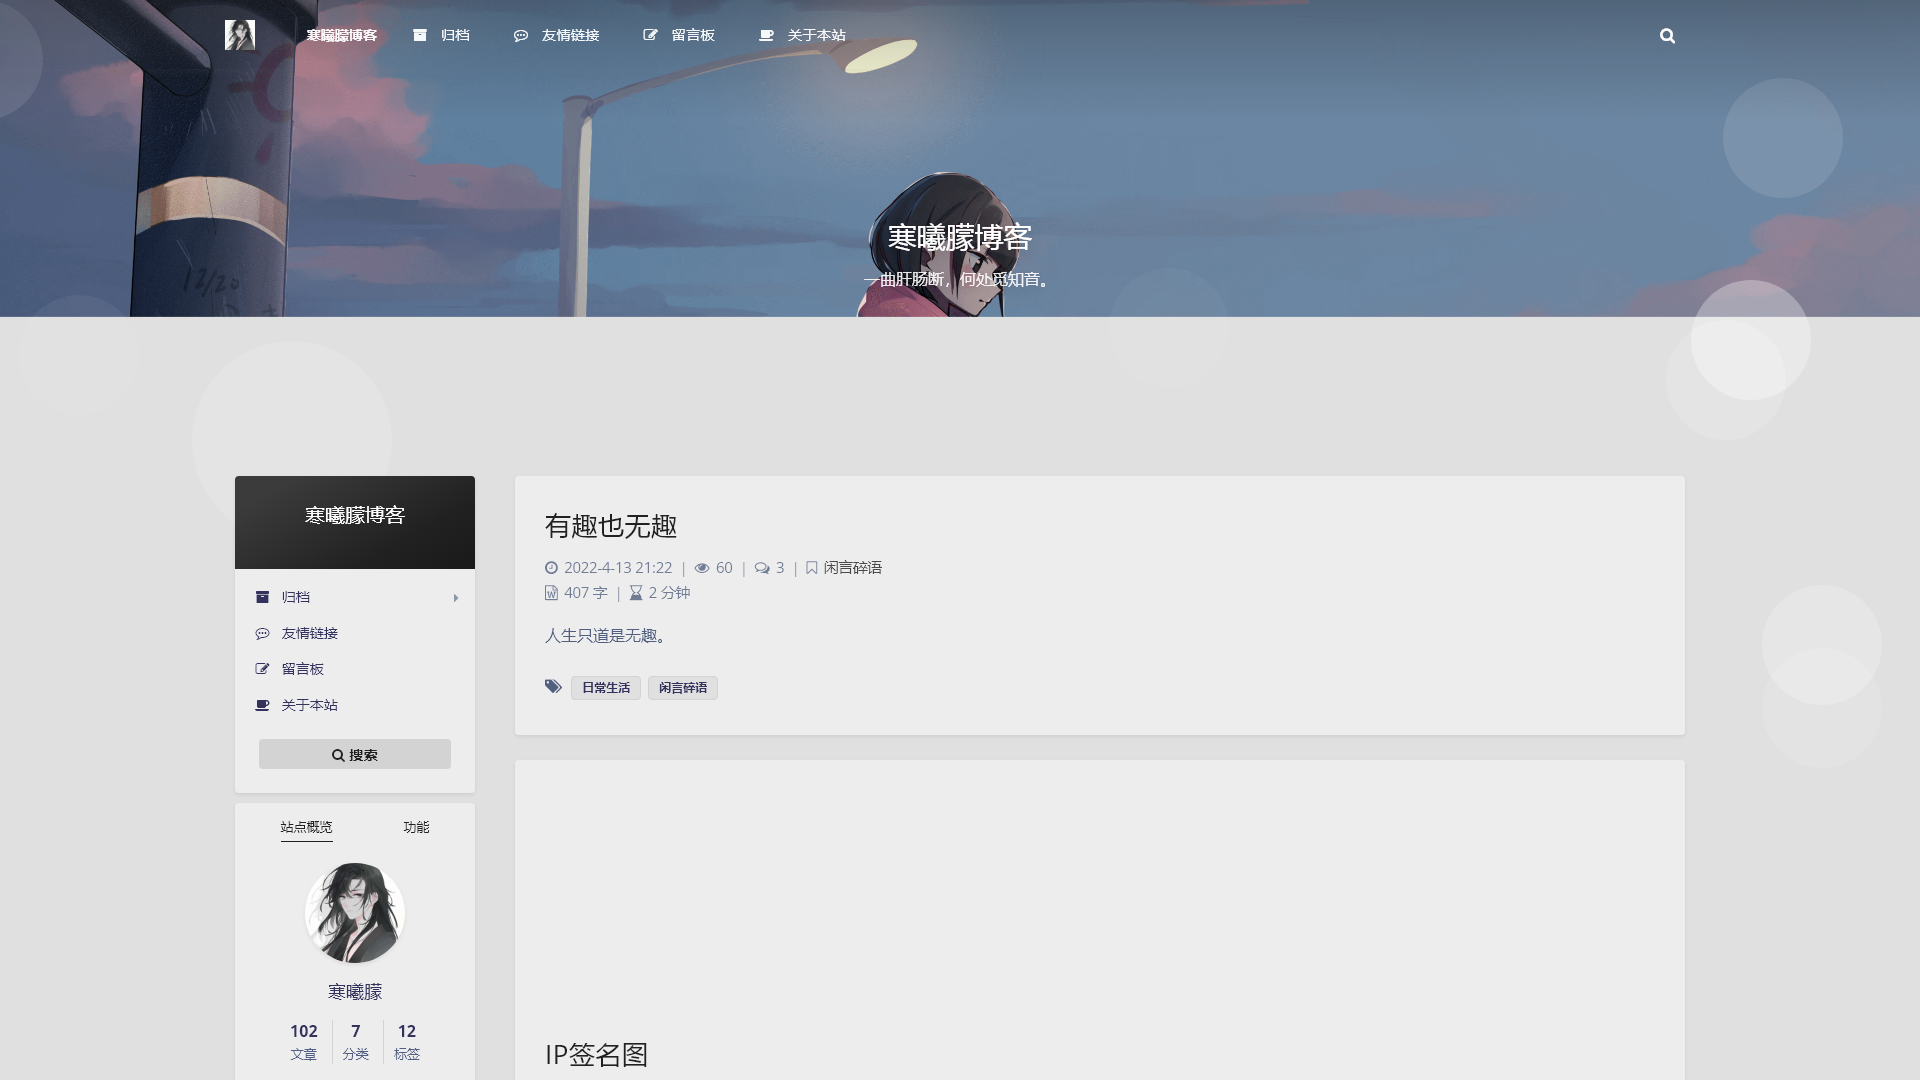 寒曦朦博客
归档
友情链接
留言板
关于本站
寒曦朦博客
一曲肝肠断，何处觅知音。
12/20
寒曦朦博客
归档
友情链接
留言板
关于本站
搜索
站点概览 功能
寒曦朦
102 7 12
文章 分类 标签
有趣也无趣
2022-4-13 21:22 | 60 | 3 | 闲言碎语
407 字 | 2 分钟
人生只道是无趣。
日常生活 闲言碎语
IP签名图